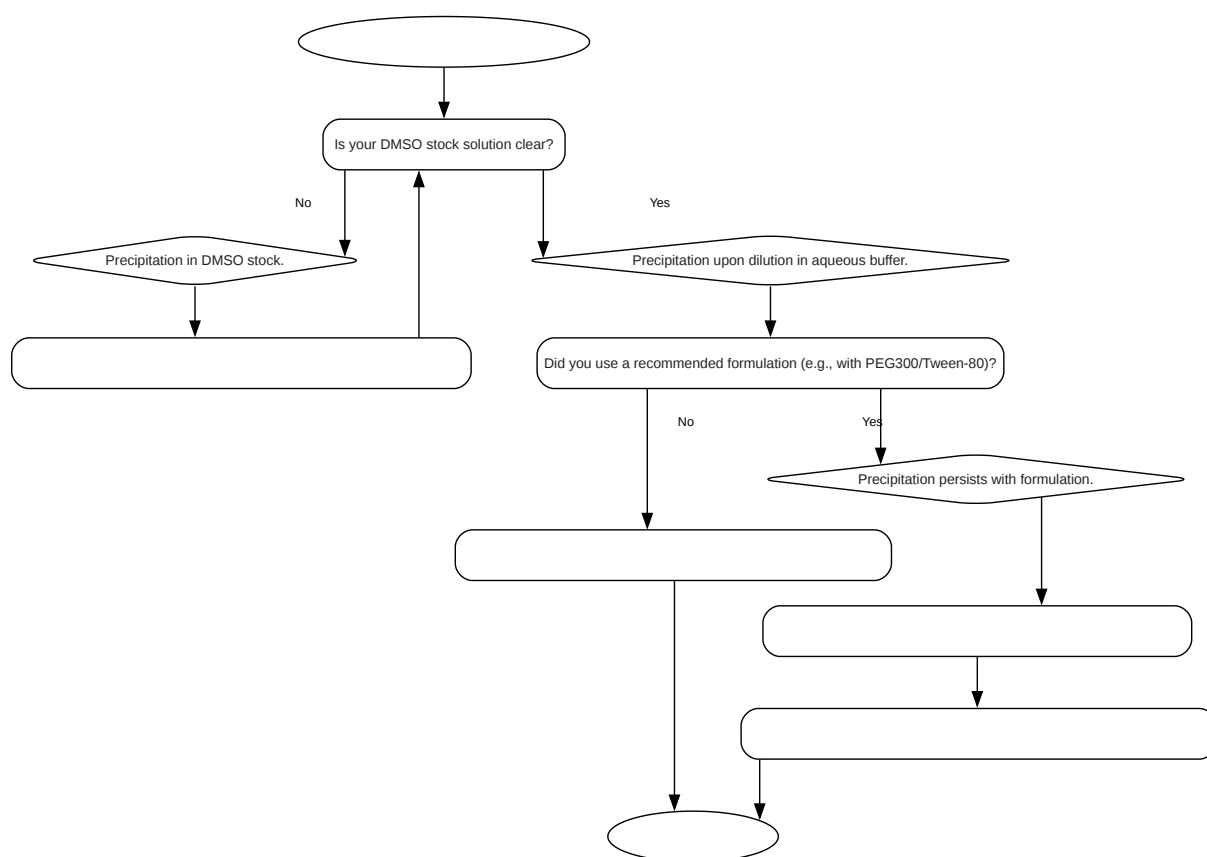 Is your DMSO stock solution clear?
No
Yes
Precipitation in DMSO stock.
Precipitation upon dilution in aqueous buffer.
Did you use a recommended formulation (e.g., with PEG300/Tween-80)?
No
Yes
Precipitation persists with formulation.